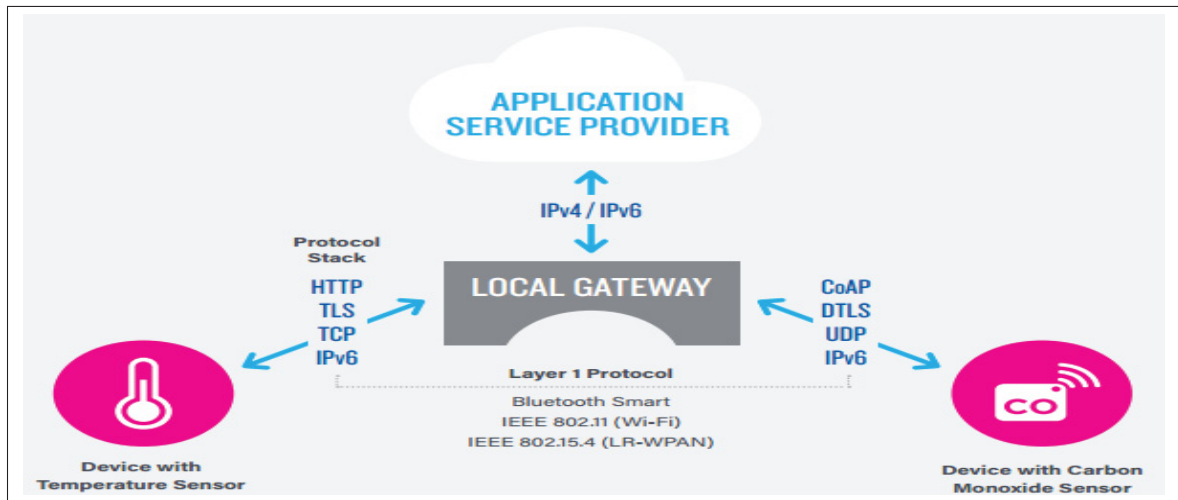 APPLICATION
SERVICE PROVIDER
IPv4 / IPv6
Protocol
Stack
HTTP
TLS
TCP
IPv6
LOCAL GATEWAY
CoAP
DTLS
UDP
IPv6
Layer 1 Protocol
Bluetooth Smart
IEEE 802.11 (Wi-Fi)
IEEE 802.15.4 (LR-WPAN)
CO
Device with
Temperature Sensor
Device with Carbon
Monoxide Sensor